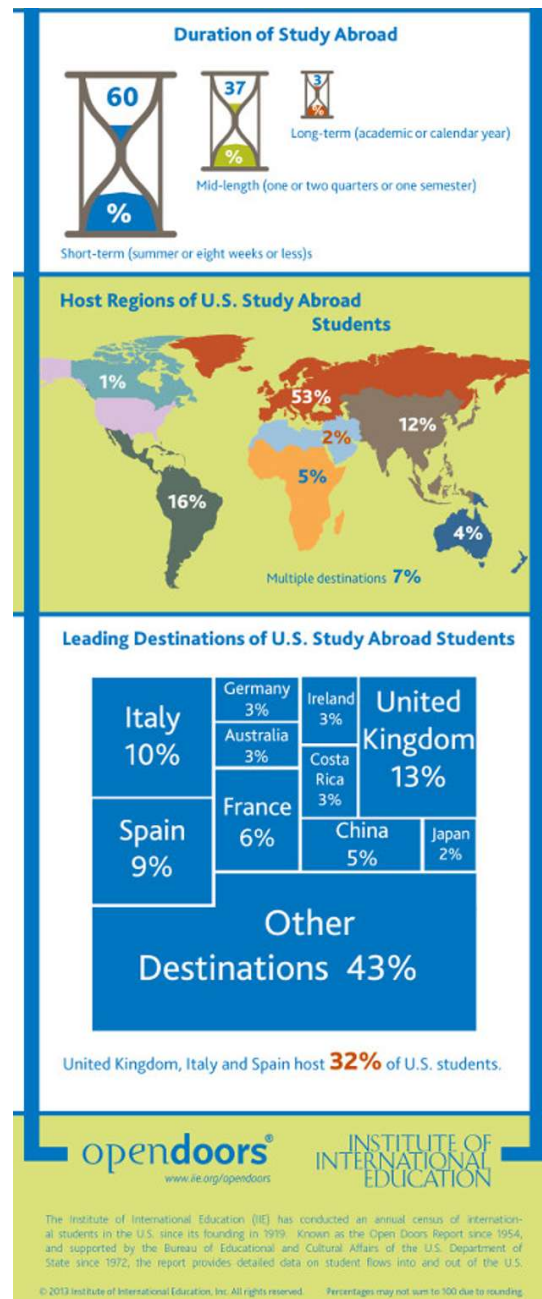 Duration of Study Abroad
60
%
37
%
3
%
Long-term (academic or calendar year)
Mid-length (one or two quarters or one semester)
Short-term (summer or eight weeks or less)s
Host Regions of U.S. Study Abroad
Students
1%
53%
12%
2%
5%
16%
4%
Multiple destinations 7%
Leading Destinations of U.S. Study Abroad Students
Italy
10%
Germany
3%
Ireland
3%
United
Kingdom
13%
Australia
3%
Costa
Rica
3%
Spain
9%
France
6%
China
5%
Japan
2%
Other
Destinations 43%
United Kingdom, Italy and Spain host 32% of U.S. students.
opendoors®
www.iie.org/opendoors
INSTITUTE OF
INTERNATIONAL
EDUCATION
The Institute of International Education (IIE) has conducted an annual census of internation-
al students in the U.S. since its founding in 1919. Known as the Open Doors Report since 1954,
and supported by the Bureau of Educational and Cultural Affairs of the U.S. Department of
State since 1972, the report provides detailed data on student flows into and out of the U.S.
© 2013 Institute of International Education, Inc. All rights reserved. Percentages may not sum to 100 due to rounding.